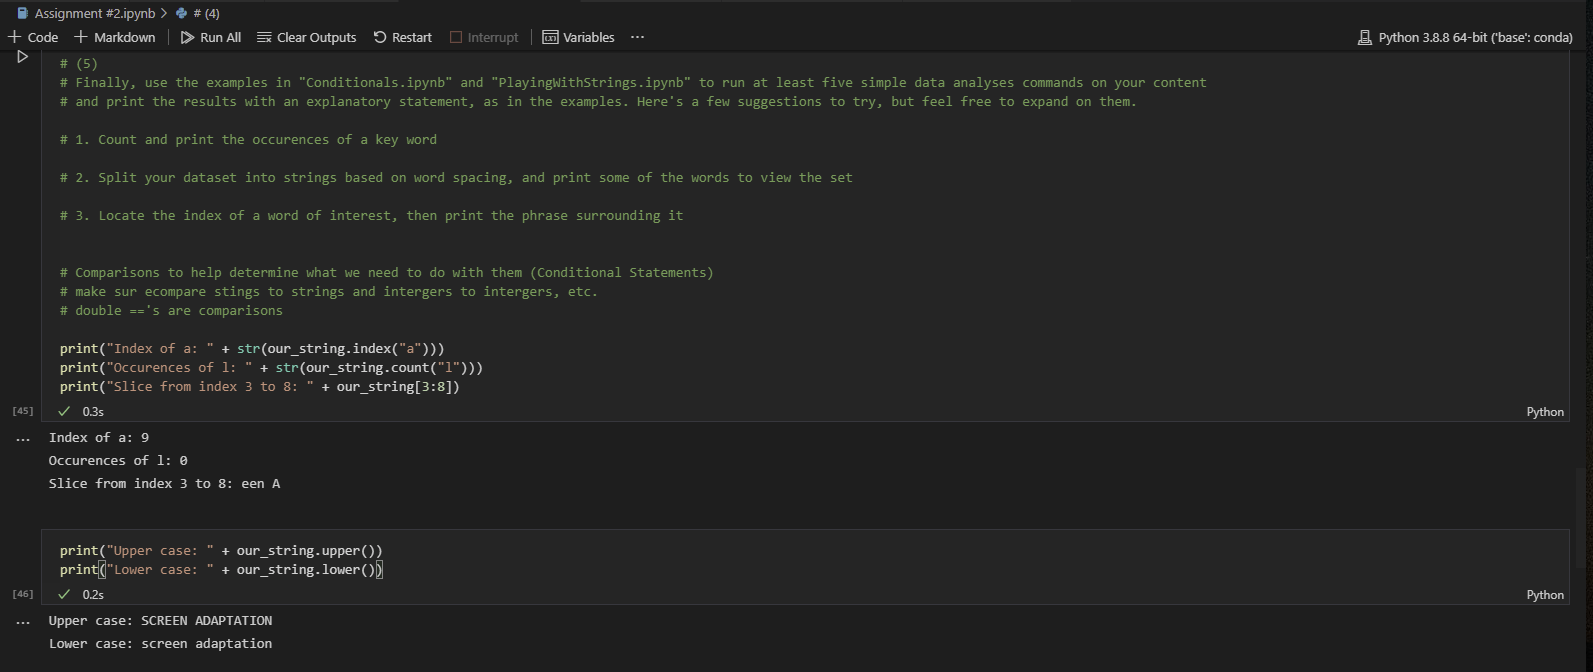 Assignment #2.ipynb > # (4)
+ Code + Markdown | Run All Clear Outputs Restart Interrupt | Variables ... Python 3.8.8 64-bit ('base': conda)
# (5)
# Finally, use the examples in "Conditionals.ipynb" and "PlayingWithStrings.ipynb" to run at least five simple data analyses commands on your content
# and print the results with an explanatory statement, as in the examples. Here's a few suggestions to try, but feel free to expand on them.
# 1. Count and print the occurences of a key word
# 2. Split your dataset into strings based on word spacing, and print some of the words to view the set
# 3. Locate the index of a word of interest, then print the phrase surrounding it
# Comparisons to help determine what we need to do with them (Conditional Statements)
# make sur ecompare stings to strings and intergers to intergers, etc.
# double =='s are comparisons
print("Index of a: " + str(our_string.index("a")))
print("Occurences of l: " + str(our_string.count("l")))
print("Slice from index 3 to 8: " + our_string[3:8])
[45] ✓ 0.3s Python
... Index of a: 9
Occurences of l: 0
Slice from index 3 to 8: een A
print("Upper case: " + our_string.upper())
print("Lower case: " + our_string.lower())
[46] ✓ 0.2s Python
... Upper case: SCREEN ADAPTATION
Lower case: screen adaptation